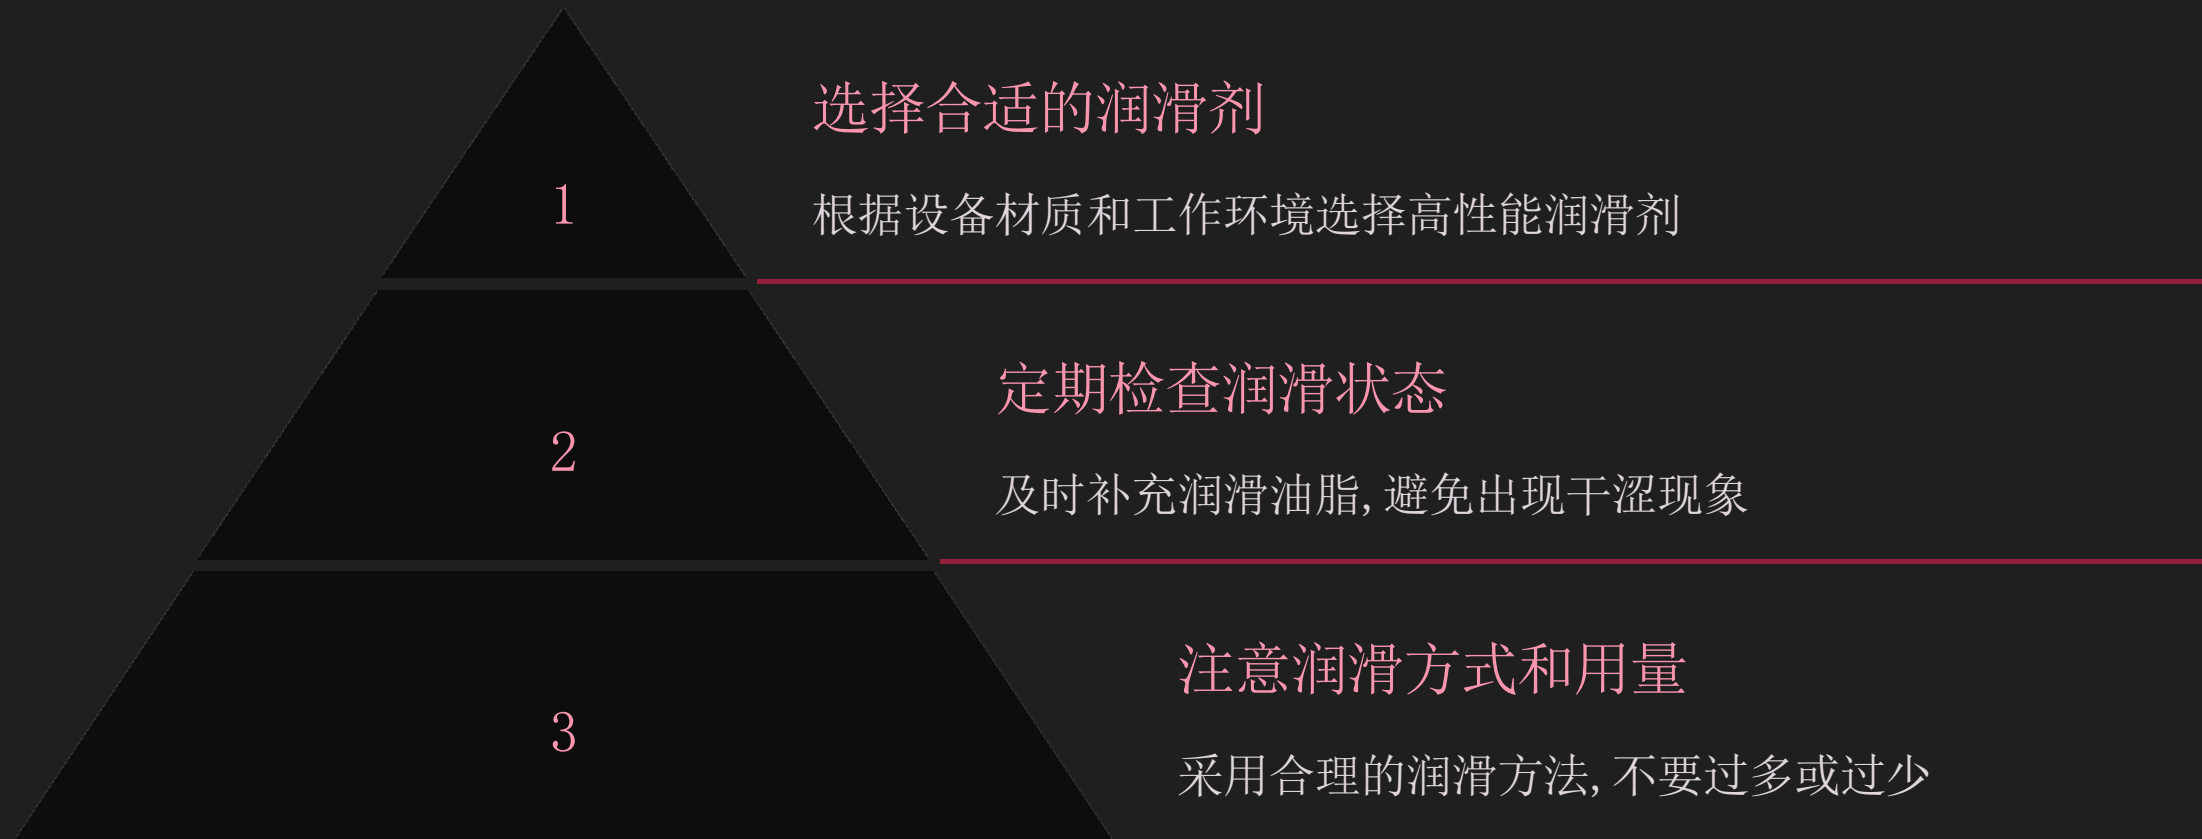 1
选择合适的润滑剂
根据设备材质和工作环境选择高性能润滑剂
2
定期检查润滑状态
及时补充润滑油脂,避免出现干涩现象
3
注意润滑方式和用量
采用合理的润滑方法,不要过多或过少